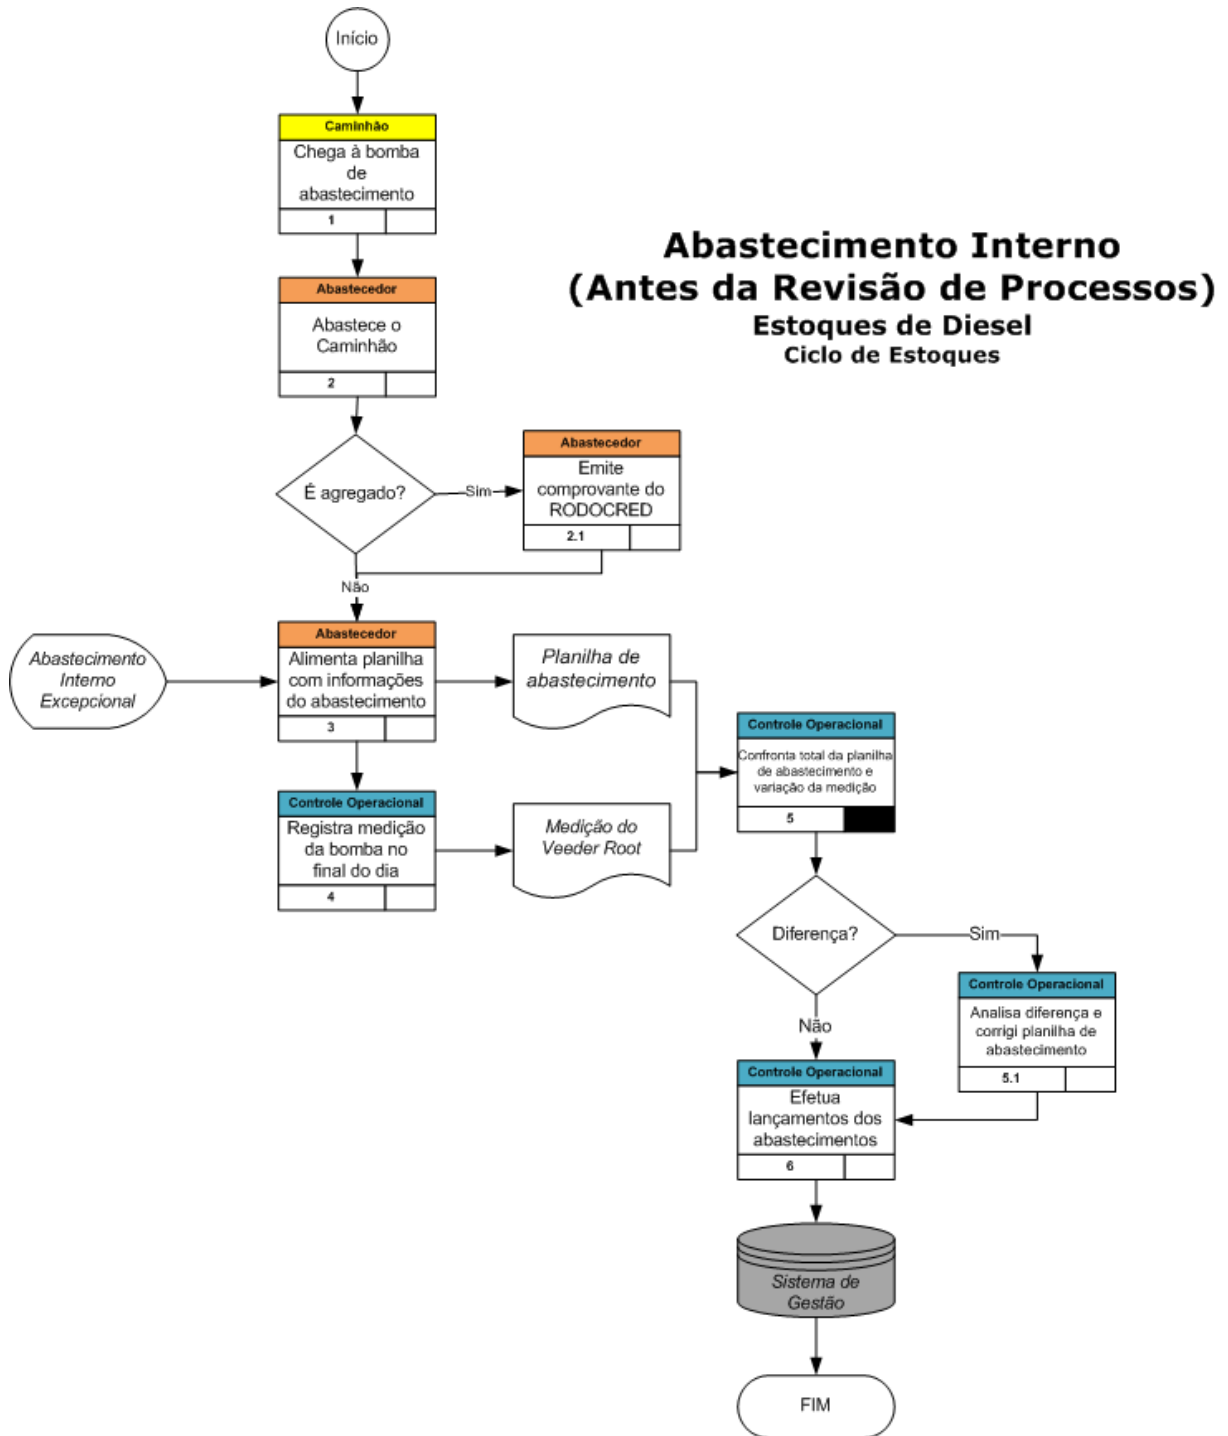 Início
Caminhão
Chega à bomba
de
abastecimento
1
Abastecimento Interno
(Antes da Revisão de Processos)
Estoques de Diesel
Ciclo de Estoques
Abastecedor
Abastece o
Caminhão
2
É agregado?
Sim
Abastecedor
Emite
comprovante do
RODOCRED
2.1
Não
Abastecimento
Interno
Excepcional
Abastecedor
Alimenta planilha
com informações
do abastecimento
3
Planilha de
abastecimento
Controle Operacional
Registra medição
da bomba no
final do dia
4
Medição do
Veeder Root
Controle Operacional
Confronta total da planilha
de abastecimento e
variação da medição
5
Diferença?
Sim
Controle Operacional
Analisa diferença e
corrigi planilha de
abastecimento
5.1
Não
Controle Operacional
Efetua
lançamentos dos
abastecimentos
6
Sistema de
Gestão
FIM